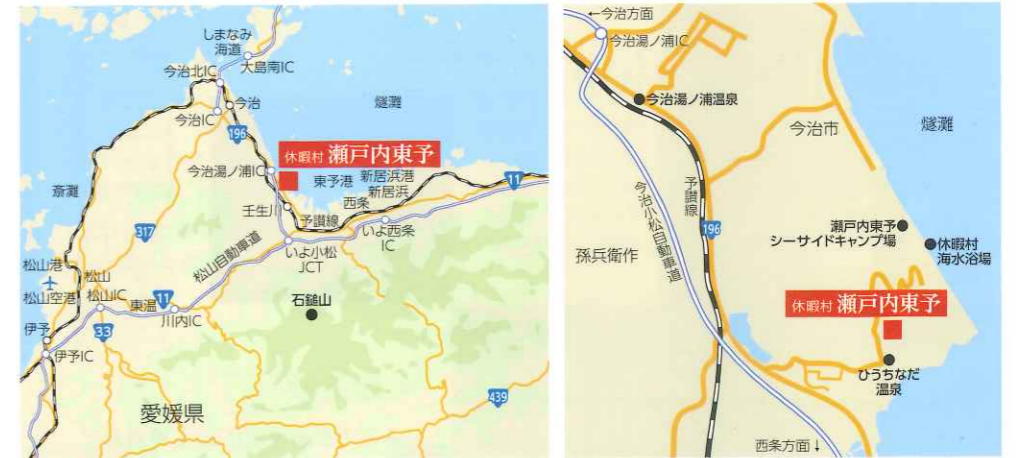 しまなみ
海道
大島南IC
今治北IC
今治
今治IC
燧灘
196
休暇村 瀬戸内東予
今治湯ノ浦IC
東予港
新居浜港
新居浜
11
斎灘
壬生川
西条
予讃線
317
いよ西条
IC
いよ小松
JCT
松山自動車道
松山港
松山
松山空港
松山IC
東温
11
川内IC
石鎚山
伊予
33
伊予IC
439
愛媛県
←今治方面
今治湯ノ浦IC
今治湯ノ浦温泉
今治市
燧灘
予讃線
今治小松自動車道
196
瀬戸内東予
シーサイドキャンプ場
休暇村
海水浴場
孫兵衛作
休暇村 瀬戸内東予
ひうちなだ
温泉
西条方面↓